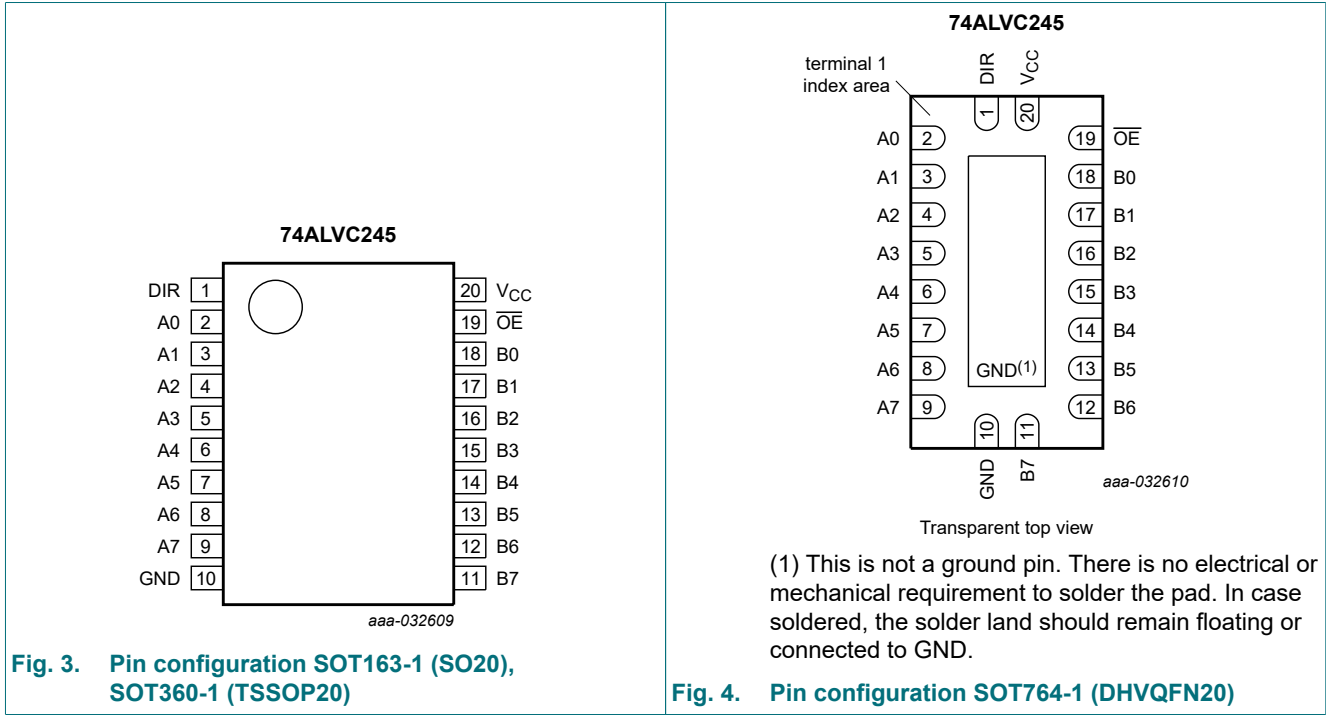 74ALVC245
DIR 1 20 VCC
A0 2 19 OE
A1 3 18 B0
A2 4 17 B1
A3 5 16 B2
A4 6 15 B3
A5 7 14 B4
A6 8 13 B5
A7 9 12 B6
GND 10 11 B7
aaa-032609
Fig. 3. Pin configuration SOT163-1 (SO20),
SOT360-1 (TSSOP20)
74ALVC245
terminal 1
index area
DIR VCC
1 20
A0 2 19 OE
A1 3 18 B0
A2 4 17 B1
A3 5 16 B2
A4 6 15 B3
A5 7 14 B4
A6 8 GND(1) 13 B5
A7 9 12 B6
10 11
GND B7
aaa-032610
Transparent top view
(1) This is not a ground pin. There is no electrical or
mechanical requirement to solder the pad. In case
soldered, the solder land should remain floating or
connected to GND.
Fig. 4. Pin configuration SOT764-1 (DHVQFN20)